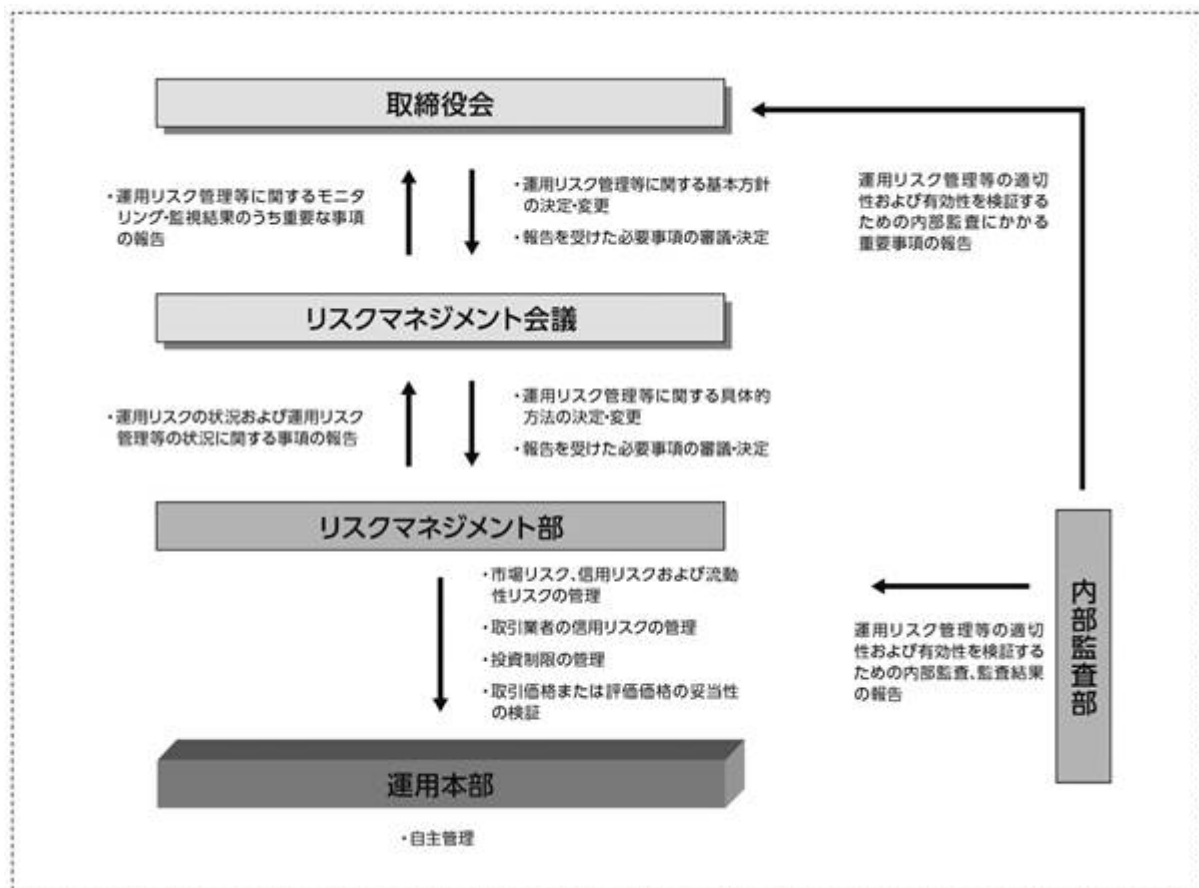 取締役会
・運用リスク管理等に関するモニタ
リング・監視結果のうち重要な事項
の報告
・運用リスク管理等に関する基本方針
の決定・変更
・報告を受けた必要事項の審議・決定
運用リスク管理等の適切
性および有効性を検証する
ための内部監査にかかる
重要事項の報告
リスクマネジメント会議
・運用リスクの状況および運用リスク
管理等の状況に関する事項の報告
・運用リスク管理等に関する具体的
方法の決定・変更
・報告を受けた必要事項の審議・決定
リスクマネジメント部
・市場リスク、信用リスクおよび流動
性リスクの管理
・取引業者の信用リスクの管理
・投資制限の管理
・取引価格または評価価格の妥当性
の検証
運用リスク管理等の適切
性および有効性を検証する
ための内部監査、監査結果
の報告
内部監査部
運用本部
・自主管理